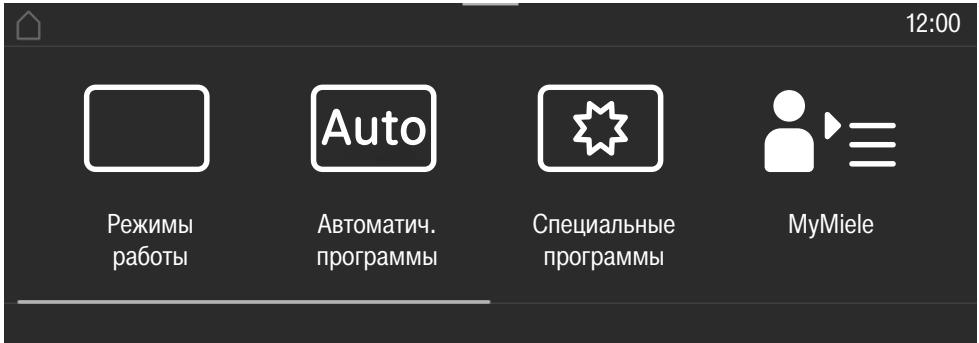 12:00
Auto
Режимы
работы
Автоматич.
программы
Специальные
программы
MyMiele